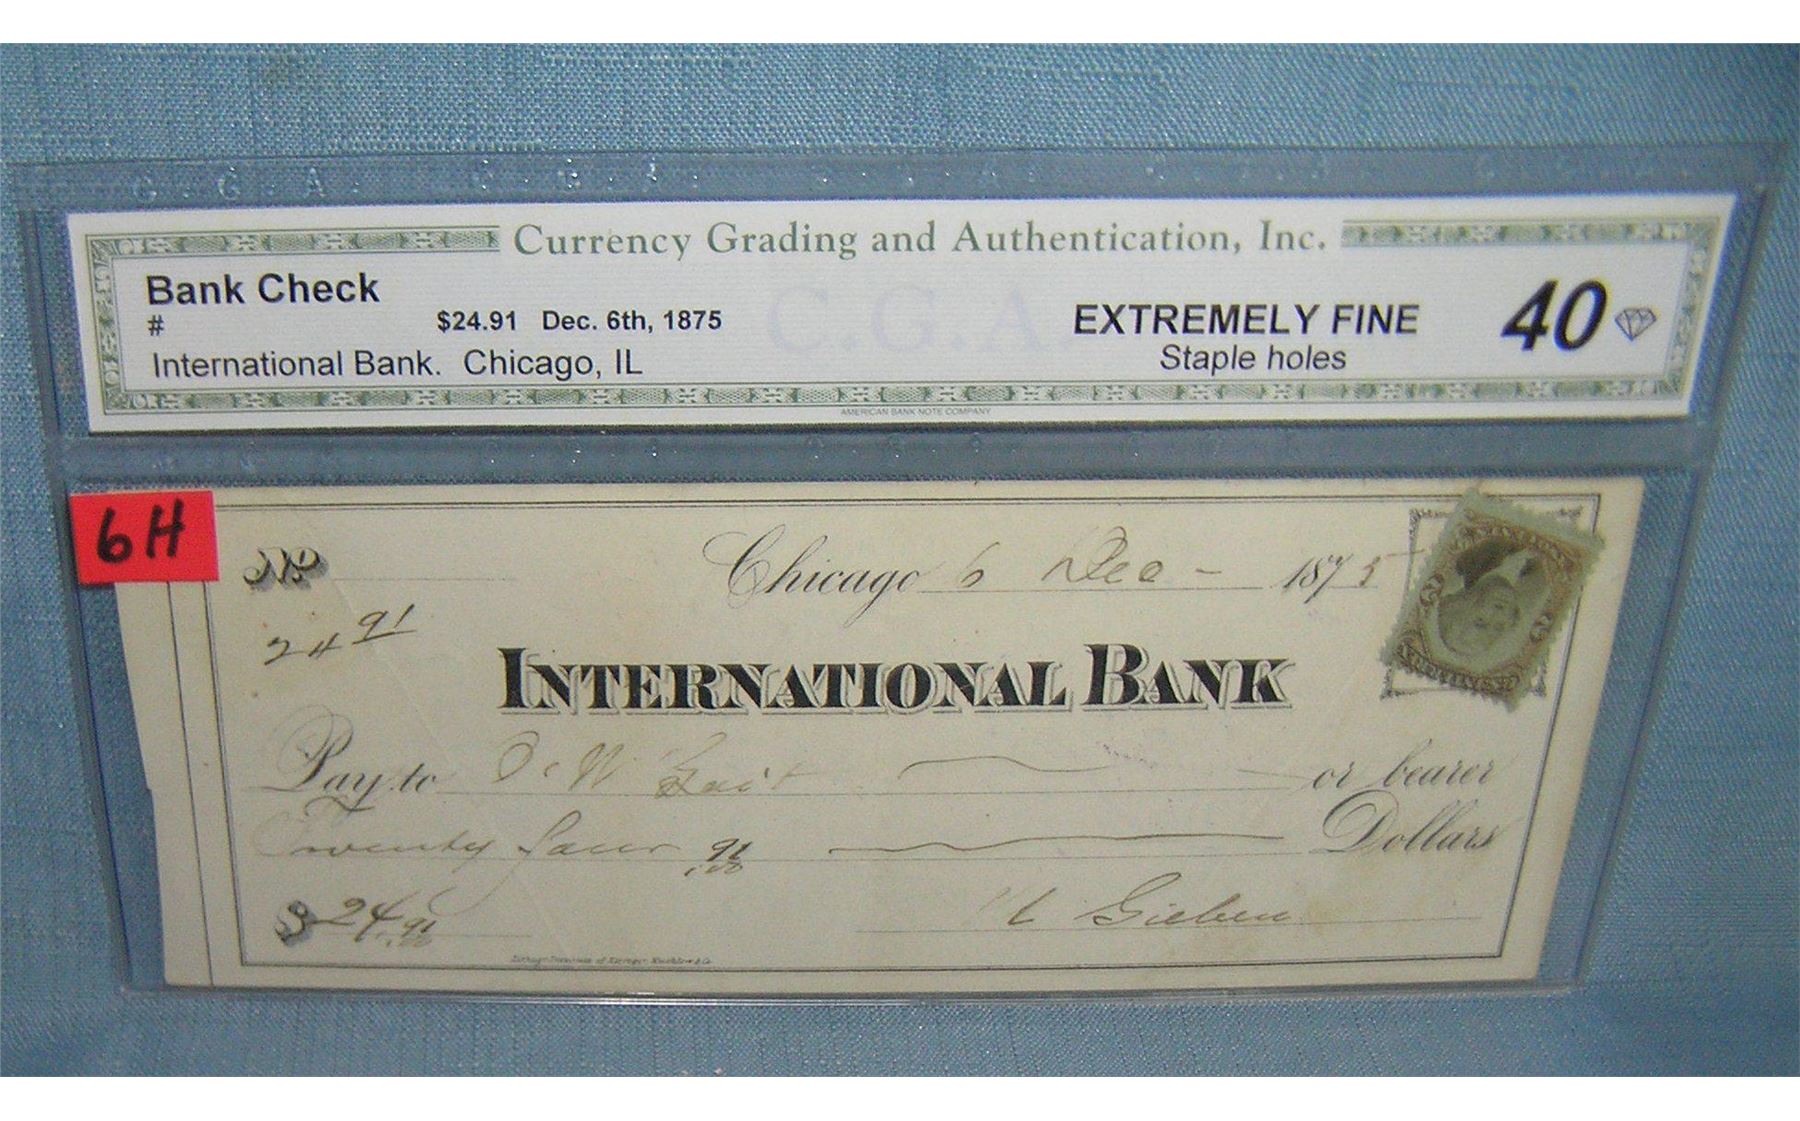 Currency Grading and Authentication, Inc.
Bank Check
#
$24.91 Dec. 6th, 1875
International Bank. Chicago, IL
C.G.A.
EXTREMELY FINE
Staple holes
40
AMERICAN BANK NOTE COMPANY
6H
No
Chicago 6 Dec - 1875
24 91
INTERNATIONAL BANK
Pay to O. W. or bearer
Twenty four 91/100 Dollars
$ 24.91/100
Gieben